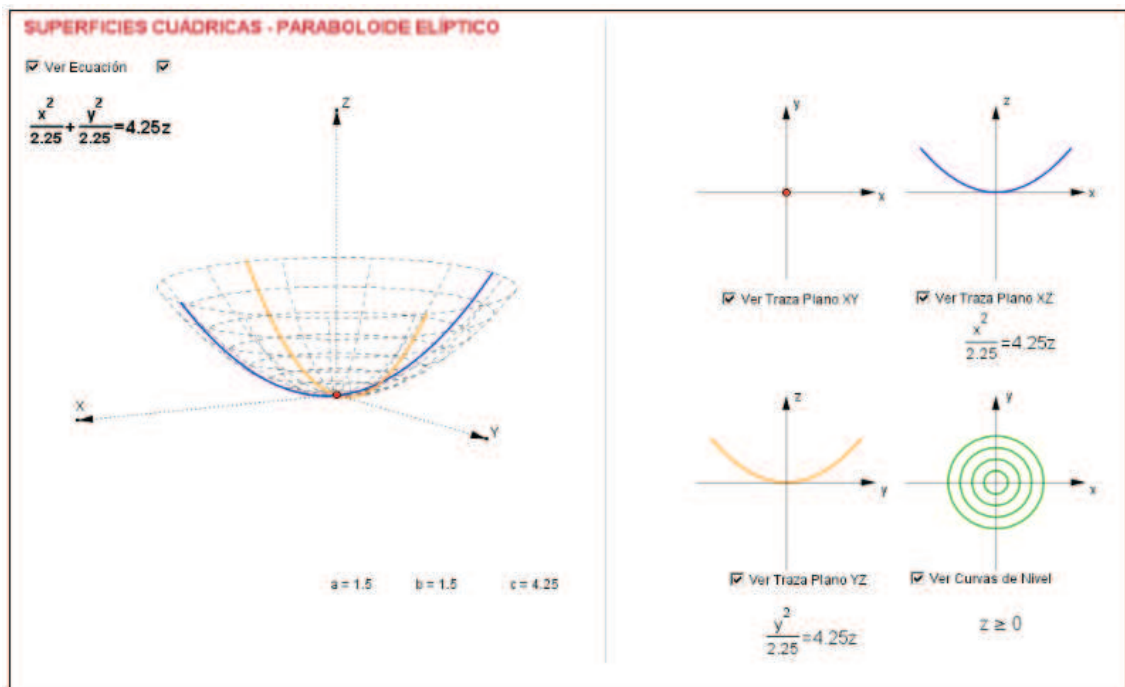 SUPERFICIES CUÁDRICAS - PARABOLOIDE ELÍPTICO
Ver Ecuación
x²/2.25 + y²/2.25 = 4.25z
Z
X
Y
a = 1.5 b = 1.5 c = 4.25
y
x
Ver Traza Plano XY
z
x
Ver Traza Plano XZ
x²/2.25 = 4.25z
z
y
Ver Traza Plano YZ
y²/2.25 = 4.25z
y
x
Ver Curvas de Nivel
z ≥ 0